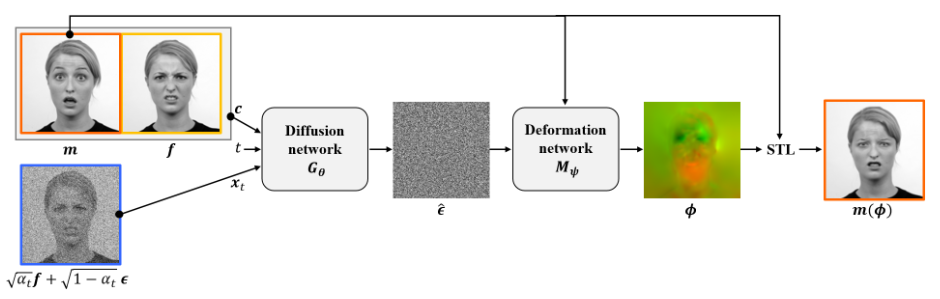 m
f
c
t
x_t
√α_t f + √1 − α_t ϵ
Diffusion
network
G_θ
ϵ̂
Deformation
network
M_ψ
ϕ
STL
m(ϕ)